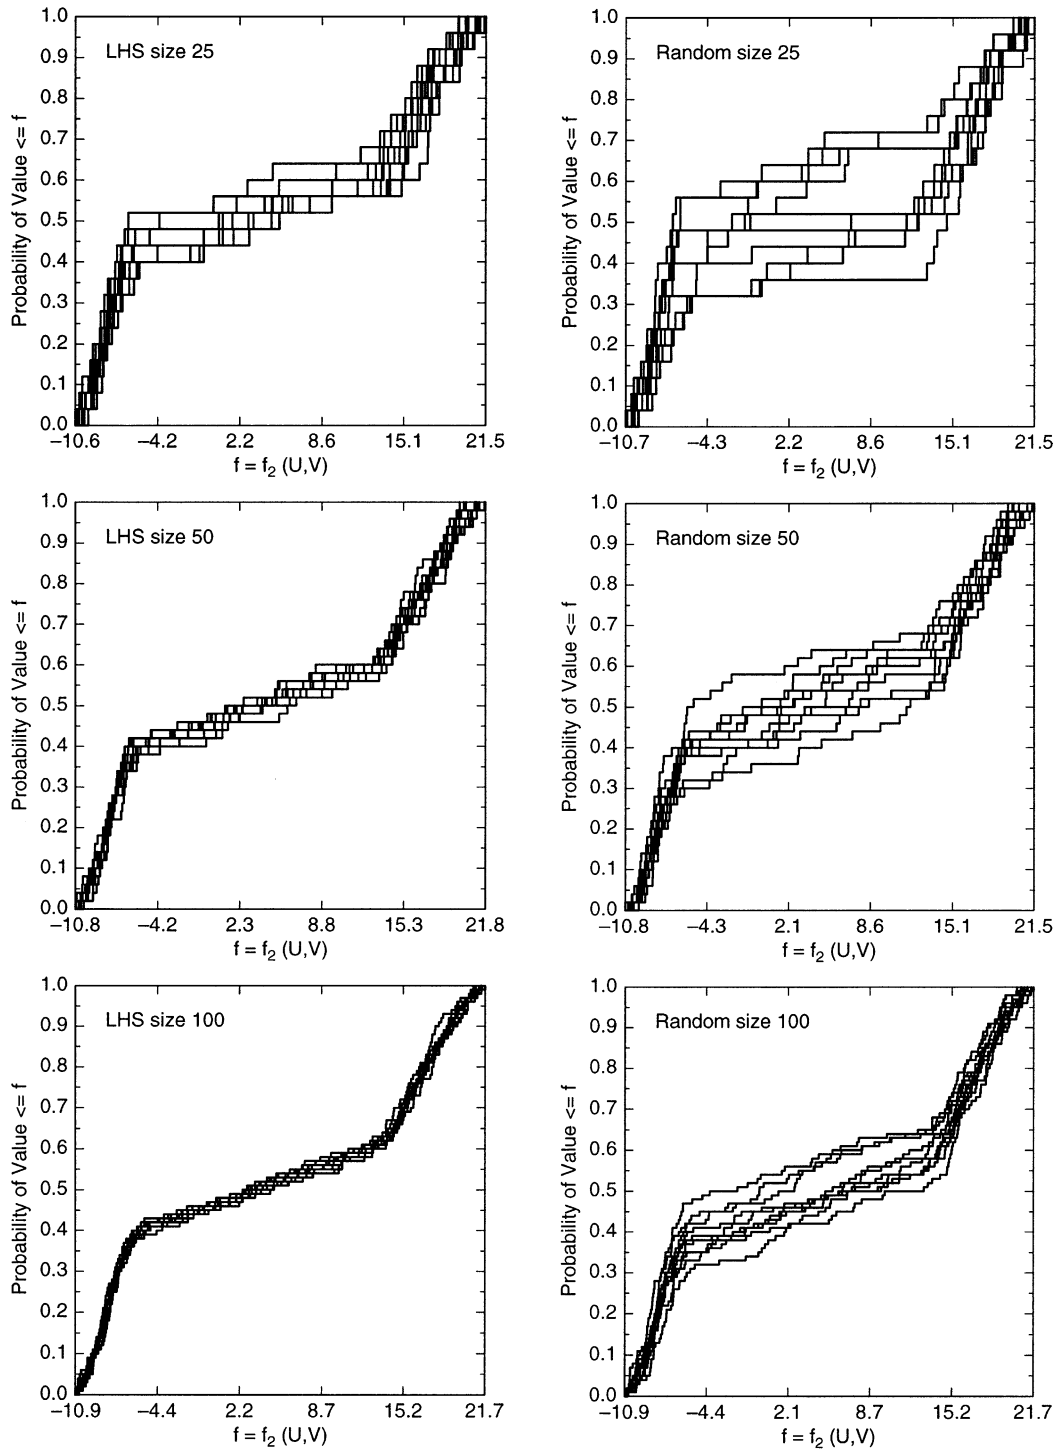 1.0
LHS size 25
0.9
0.8
0.7
0.6
0.5
0.4
0.3
0.2
0.1
0.0
Probability of Value <= f
−10.6 −4.2 2.2 8.6 15.1 21.5
f = f₂ (U,V)
1.0
Random size 25
0.9
0.8
0.7
0.6
0.5
0.4
0.3
0.2
0.1
0.0
Probability of Value <= f
−10.7 −4.3 2.2 8.6 15.1 21.5
f = f₂ (U,V)
1.0
LHS size 50
0.9
0.8
0.7
0.6
0.5
0.4
0.3
0.2
0.1
0.0
Probability of Value <= f
−10.8 −4.2 2.3 8.8 15.3 21.8
f = f₂ (U,V)
1.0
Random size 50
0.9
0.8
0.7
0.6
0.5
0.4
0.3
0.2
0.1
0.0
Probability of Value <= f
−10.8 −4.3 2.1 8.6 15.1 21.5
f = f₂ (U,V)
1.0
LHS size 100
0.9
0.8
0.7
0.6
0.5
0.4
0.3
0.2
0.1
0.0
Probability of Value <= f
−10.9 −4.4 2.2 8.7 15.2 21.7
f = f₂ (U,V)
1.0
Random size 100
0.9
0.8
0.7
0.6
0.5
0.4
0.3
0.2
0.1
0.0
Probability of Value <= f
−10.9 −4.4 2.1 8.7 15.2 21.7
f = f₂ (U,V)